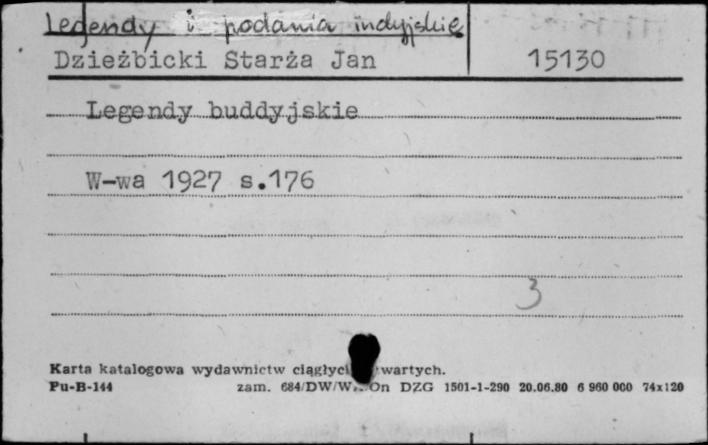 Legendy i podania indyjskie
Dzieżbicki Starża Jan 15130
Legendy buddyjskie
W-wa 1927 s.176
3
Karta katalogowa wydawnictw ciągłyc wartych.
Pu-B-144 zam. 684/DW/W. On DZG 1501-1-290 20.06.80 6 960 000 74x120